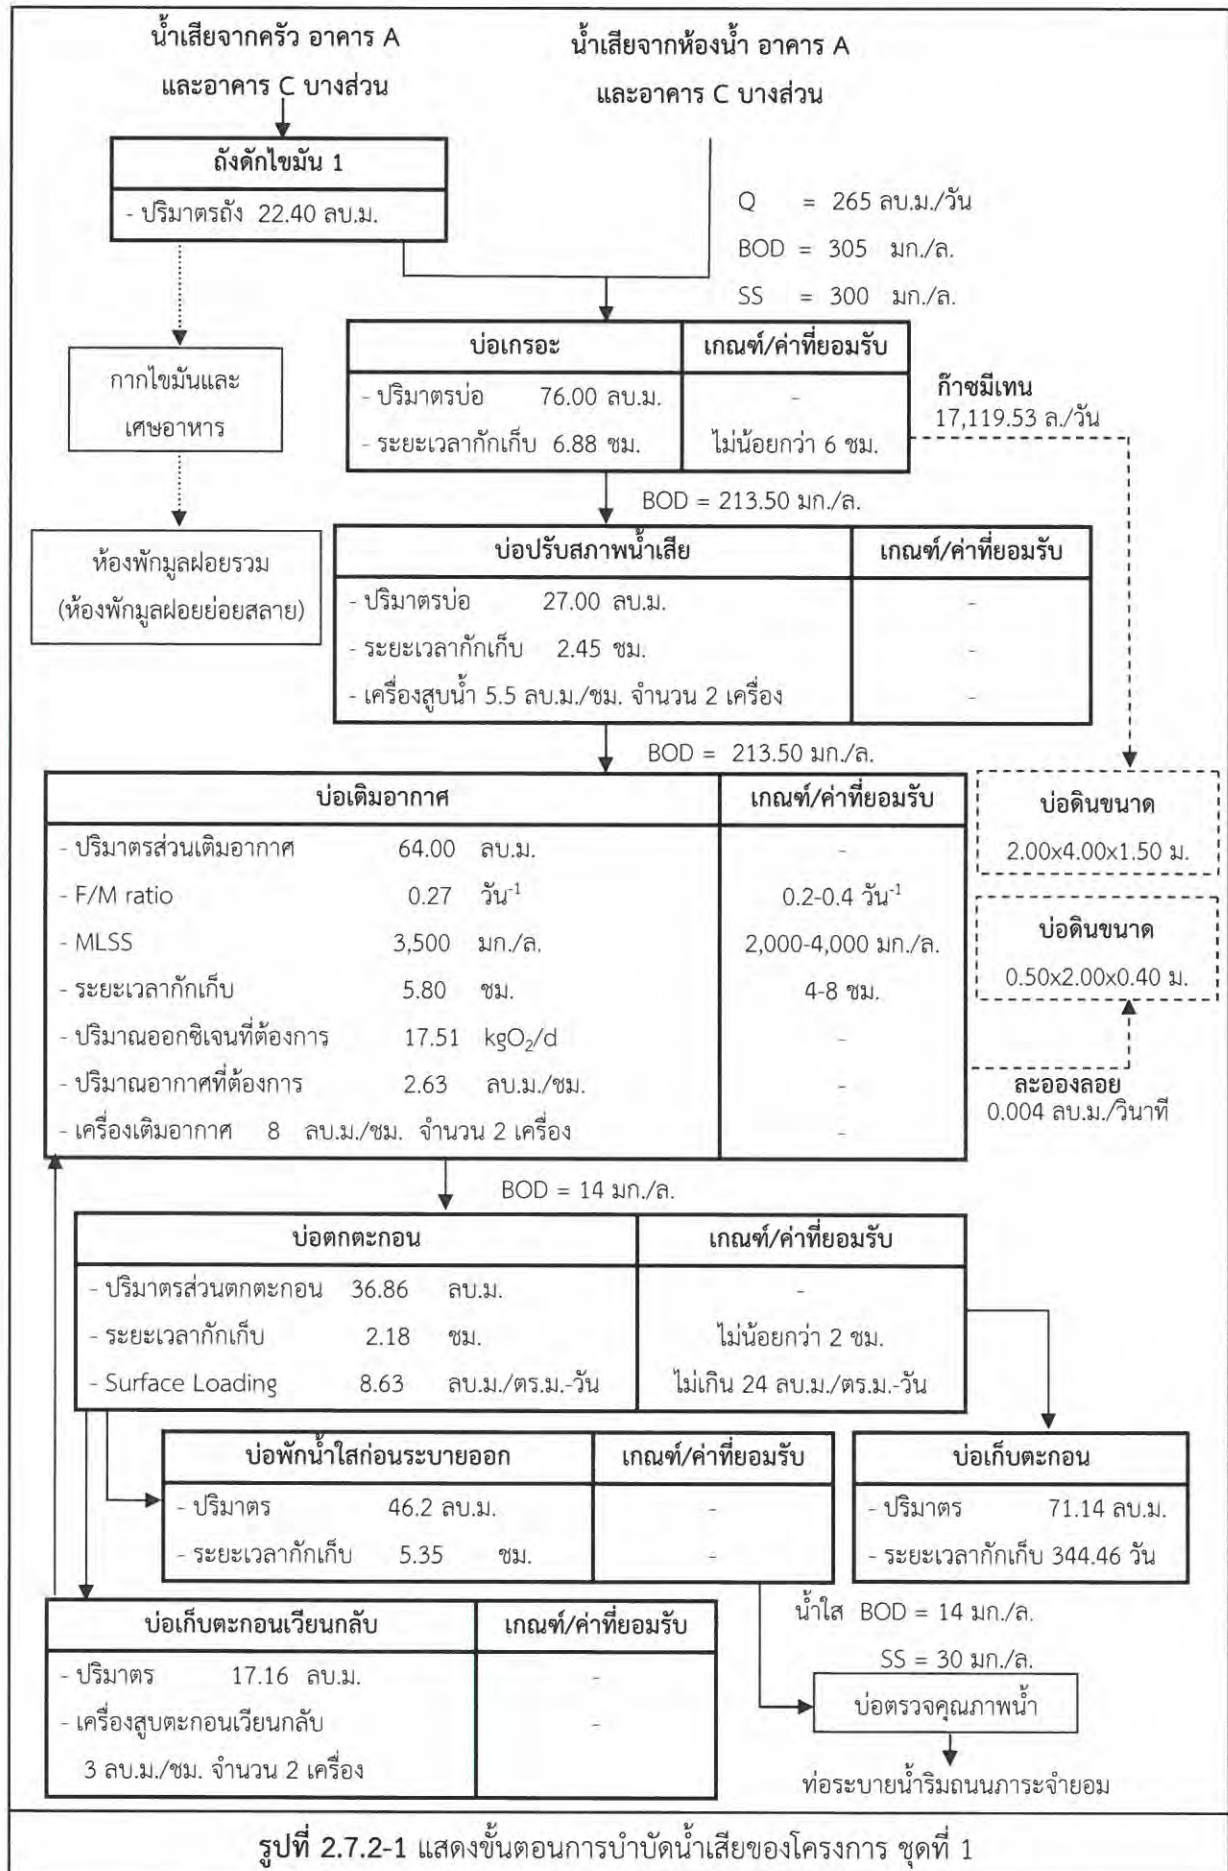 น้ำเสียจากครัว อาคาร A
และอาคาร C บางส่วน
น้ำเสียจากห้องน้ำ อาคาร A
และอาคาร C บางส่วน
ถังดักไขมัน 1
- ปริมาตรถัง 22.40 ลบ.ม.
Q = 265 ลบ.ม./วัน
BOD = 305 มก./ล.
SS = 300 มก./ล.
กากไขมันและ
เศษอาหาร
ห้องพักมูลฝอยรวม
(ห้องพักมูลฝอยย่อยสลาย)
บ่อเกรอะ เกณฑ์/ค่าที่ยอมรับ
- ปริมาตรบ่อ 76.00 ลบ.ม. -
- ระยะเวลากักเก็บ 6.88 ชม. ไม่น้อยกว่า 6 ชม.
ก๊าซมีเทน
17,119.53 ล./วัน
BOD = 213.50 มก./ล.
บ่อปรับสภาพน้ำเสีย เกณฑ์/ค่าที่ยอมรับ
- ปริมาตรบ่อ 27.00 ลบ.ม. -
- ระยะเวลากักเก็บ 2.45 ชม. -
- เครื่องสูบน้ำ 5.5 ลบ.ม./ชม. จำนวน 2 เครื่อง -
BOD = 213.50 มก./ล.
บ่อเติมอากาศ เกณฑ์/ค่าที่ยอมรับ
- ปริมาตรส่วนเติมอากาศ 64.00 ลบ.ม. -
- F/M ratio 0.27 วัน⁻¹ 0.2-0.4 วัน⁻¹
- MLSS 3,500 มก./ล. 2,000-4,000 มก./ล.
- ระยะเวลากักเก็บ 5.80 ชม. 4-8 ชม.
- ปริมาณออกซิเจนที่ต้องการ 17.51 kgO₂/d -
- ปริมาณอากาศที่ต้องการ 2.63 ลบ.ม./ชม. -
- เครื่องเติมอากาศ 8 ลบ.ม./ชม. จำนวน 2 เครื่อง -
บ่อดินขนาด
2.00x4.00x1.50 ม.
บ่อดินขนาด
0.50x2.00x0.40 ม.
ละอองลอย
0.004 ลบ.ม./วินาที
BOD = 14 มก./ล.
บ่อตกตะกอน เกณฑ์/ค่าที่ยอมรับ
- ปริมาตรส่วนตกตะกอน 36.86 ลบ.ม. -
- ระยะเวลากักเก็บ 2.18 ชม. ไม่น้อยกว่า 2 ชม.
- Surface Loading 8.63 ลบ.ม./ตร.ม.-วัน ไม่เกิน 24 ลบ.ม./ตร.ม.-วัน
บ่อพักน้ำใสก่อนระบายออก เกณฑ์/ค่าที่ยอมรับ
- ปริมาตร 46.2 ลบ.ม. -
- ระยะเวลากักเก็บ 5.35 ชม. -
บ่อเก็บตะกอน
- ปริมาตร 71.14 ลบ.ม.
- ระยะเวลากักเก็บ 344.46 วัน
บ่อเก็บตะกอนเวียนกลับ เกณฑ์/ค่าที่ยอมรับ
- ปริมาตร 17.16 ลบ.ม. -
- เครื่องสูบตะกอนเวียนกลับ -
3 ลบ.ม./ชม. จำนวน 2 เครื่อง
น้ำใส BOD = 14 มก./ล.
SS = 30 มก./ล.
บ่อตรวจคุณภาพน้ำ
ท่อระบายน้ำริมถนนภาระจำยอม
รูปที่ 2.7.2-1 แสดงขั้นตอนการบำบัดน้ำเสียของโครงการ ชุดที่ 1